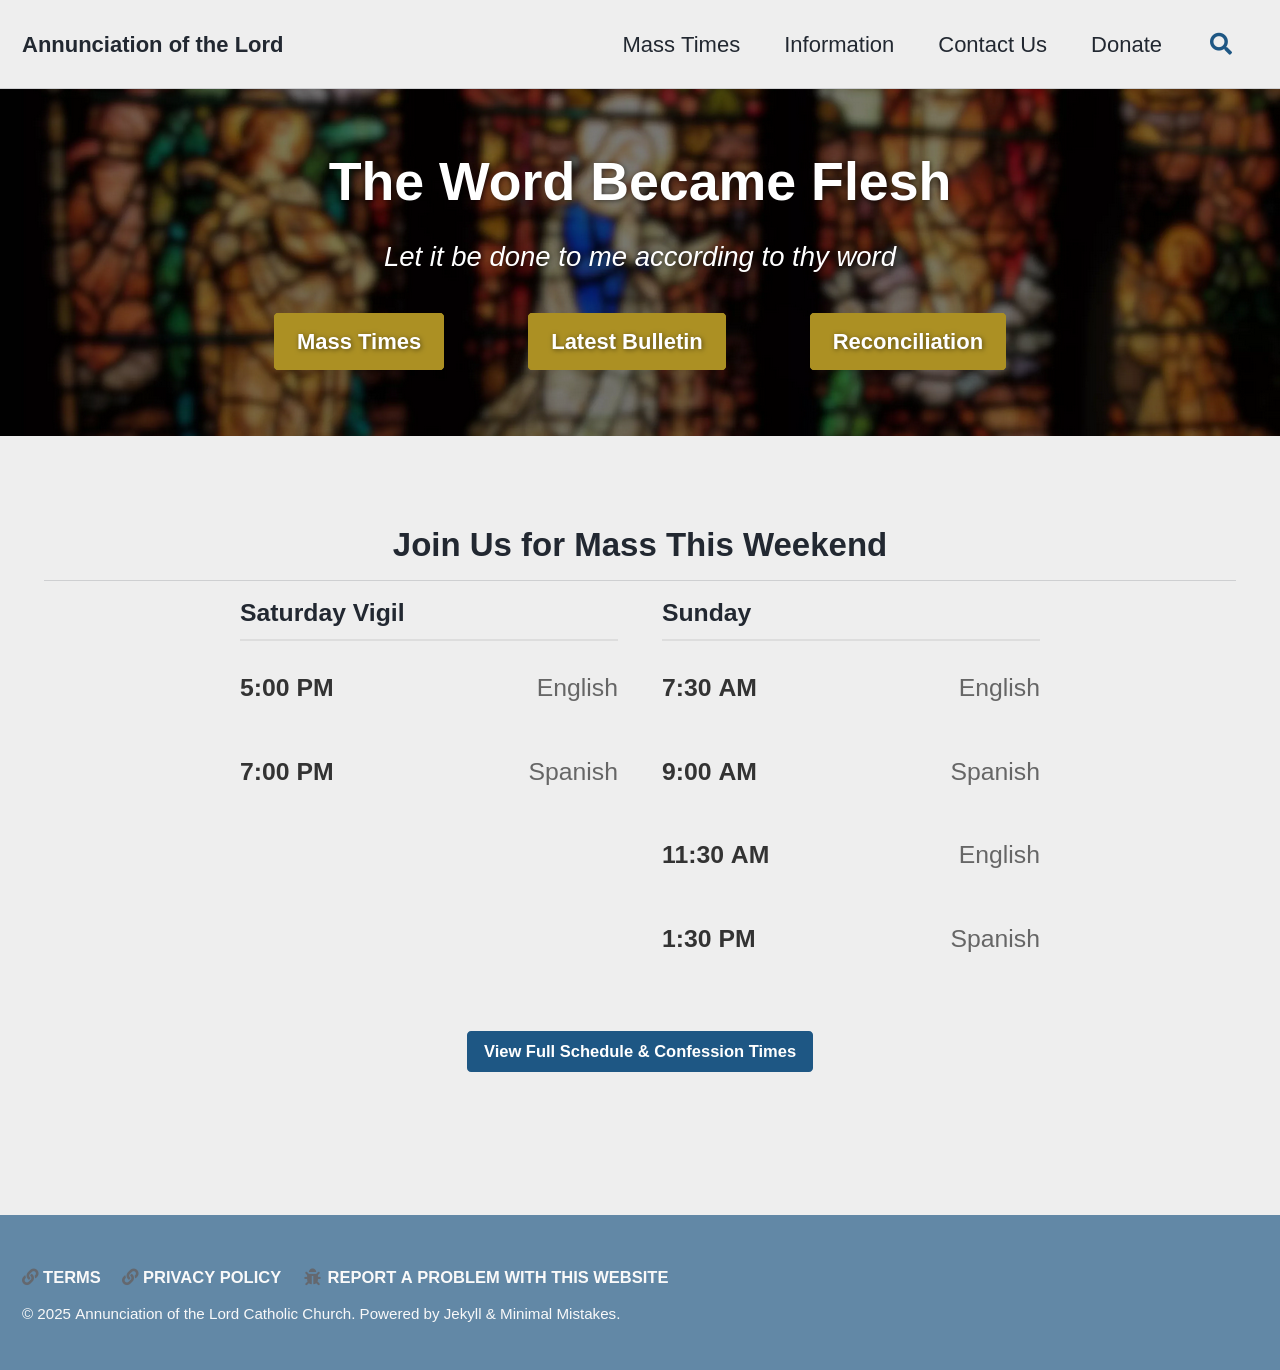 Annunciation of the Lord
Mass Times
Information
Contact Us
Donate
The Word Became Flesh
Let it be done to me according to thy word
Mass Times
Latest Bulletin
Reconciliation
Join Us for Mass This Weekend
Saturday Vigil
5:00 PM English
7:00 PM Spanish
Sunday
7:30 AM English
9:00 AM Spanish
11:30 AM English
1:30 PM Spanish
View Full Schedule & Confession Times
TERMS
PRIVACY POLICY
REPORT A PROBLEM WITH THIS WEBSITE
© 2025 Annunciation of the Lord Catholic Church. Powered by Jekyll & Minimal Mistakes.